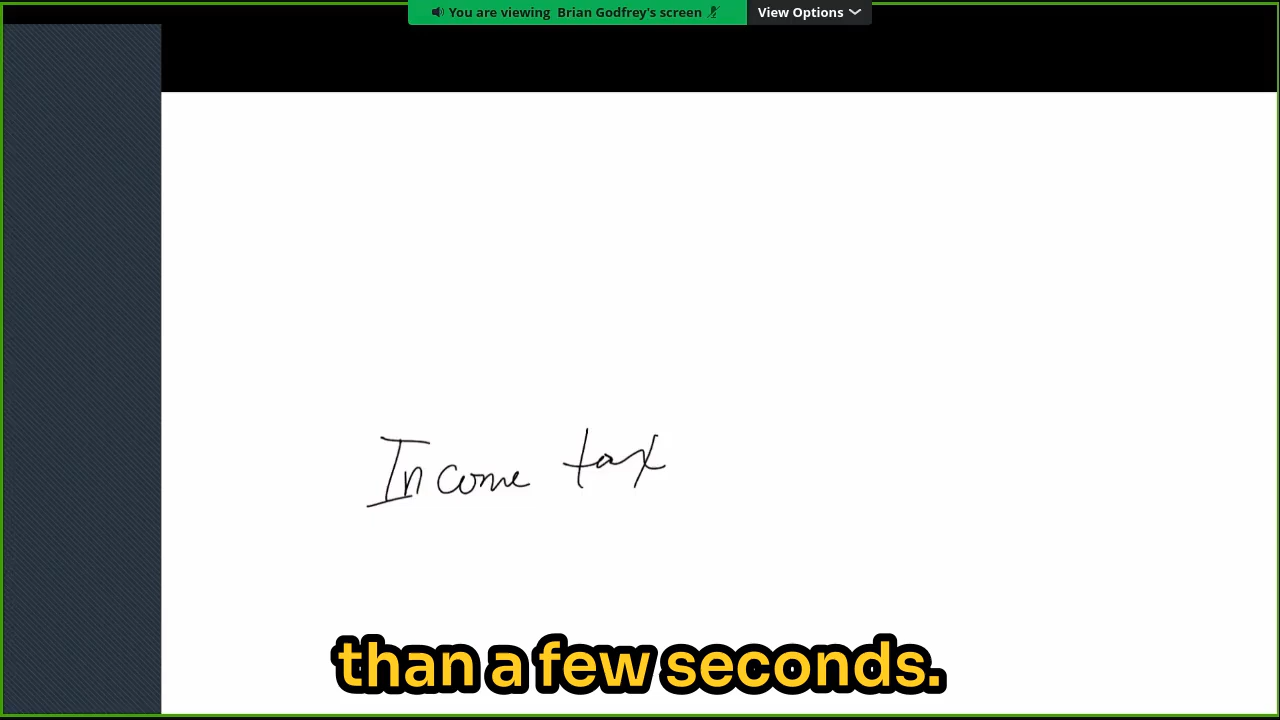 You are viewing Brian Godfrey's screen View Options
Income tax
than a few seconds.